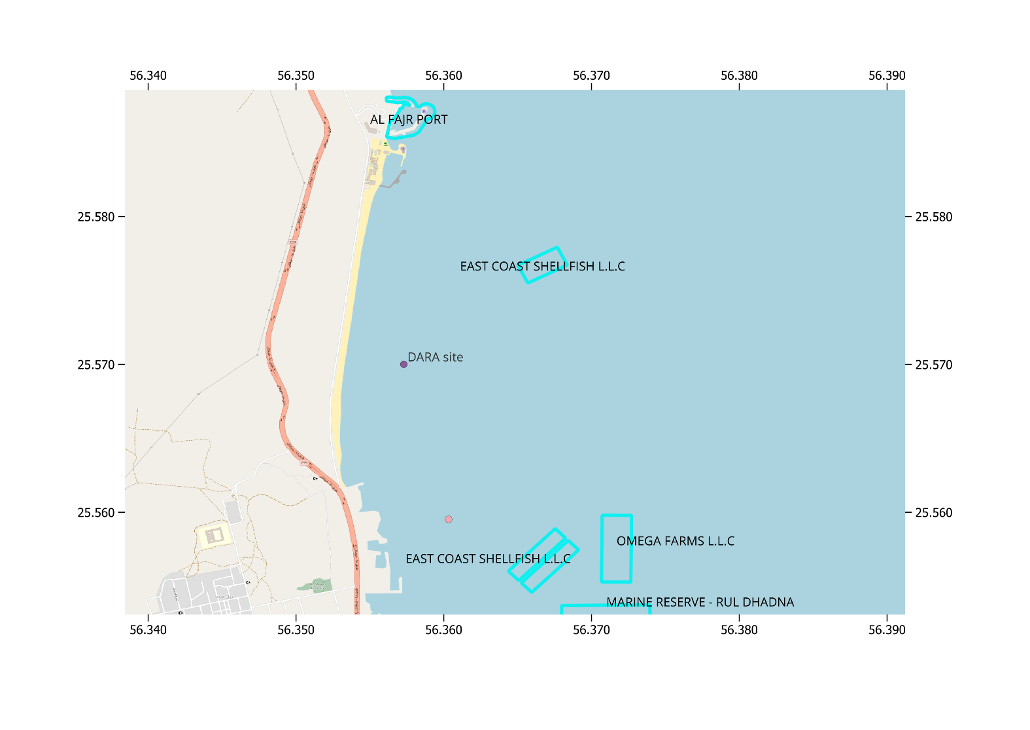 56.340 56.350 56.360 56.370 56.380 56.390
AL FAJR PORT
25.580 25.580
EAST COAST SHELLFISH L.L.C
DARA site
25.570 25.570
25.560 25.560
OMEGA FARMS L.L.C
EAST COAST SHELLFISH L.L.C
MARINE RESERVE - RUL DHADNA
56.340 56.350 56.360 56.370 56.380 56.390